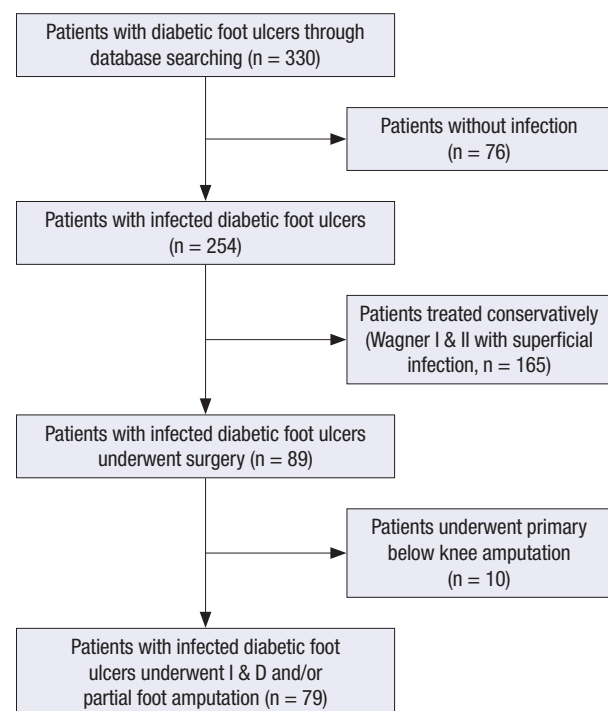 Patients with diabetic foot ulcers through
database searching (n = 330)
Patients without infection
(n = 76)
Patients with infected diabetic foot ulcers
(n = 254)
Patients treated conservatively
(Wagner I & II with superficial
infection, n = 165)
Patients with infected diabetic foot ulcers
underwent surgery (n = 89)
Patients underwent primary
below knee amputation
(n = 10)
Patients with infected diabetic foot
ulcers underwent I & D and/or
partial foot amputation (n = 79)